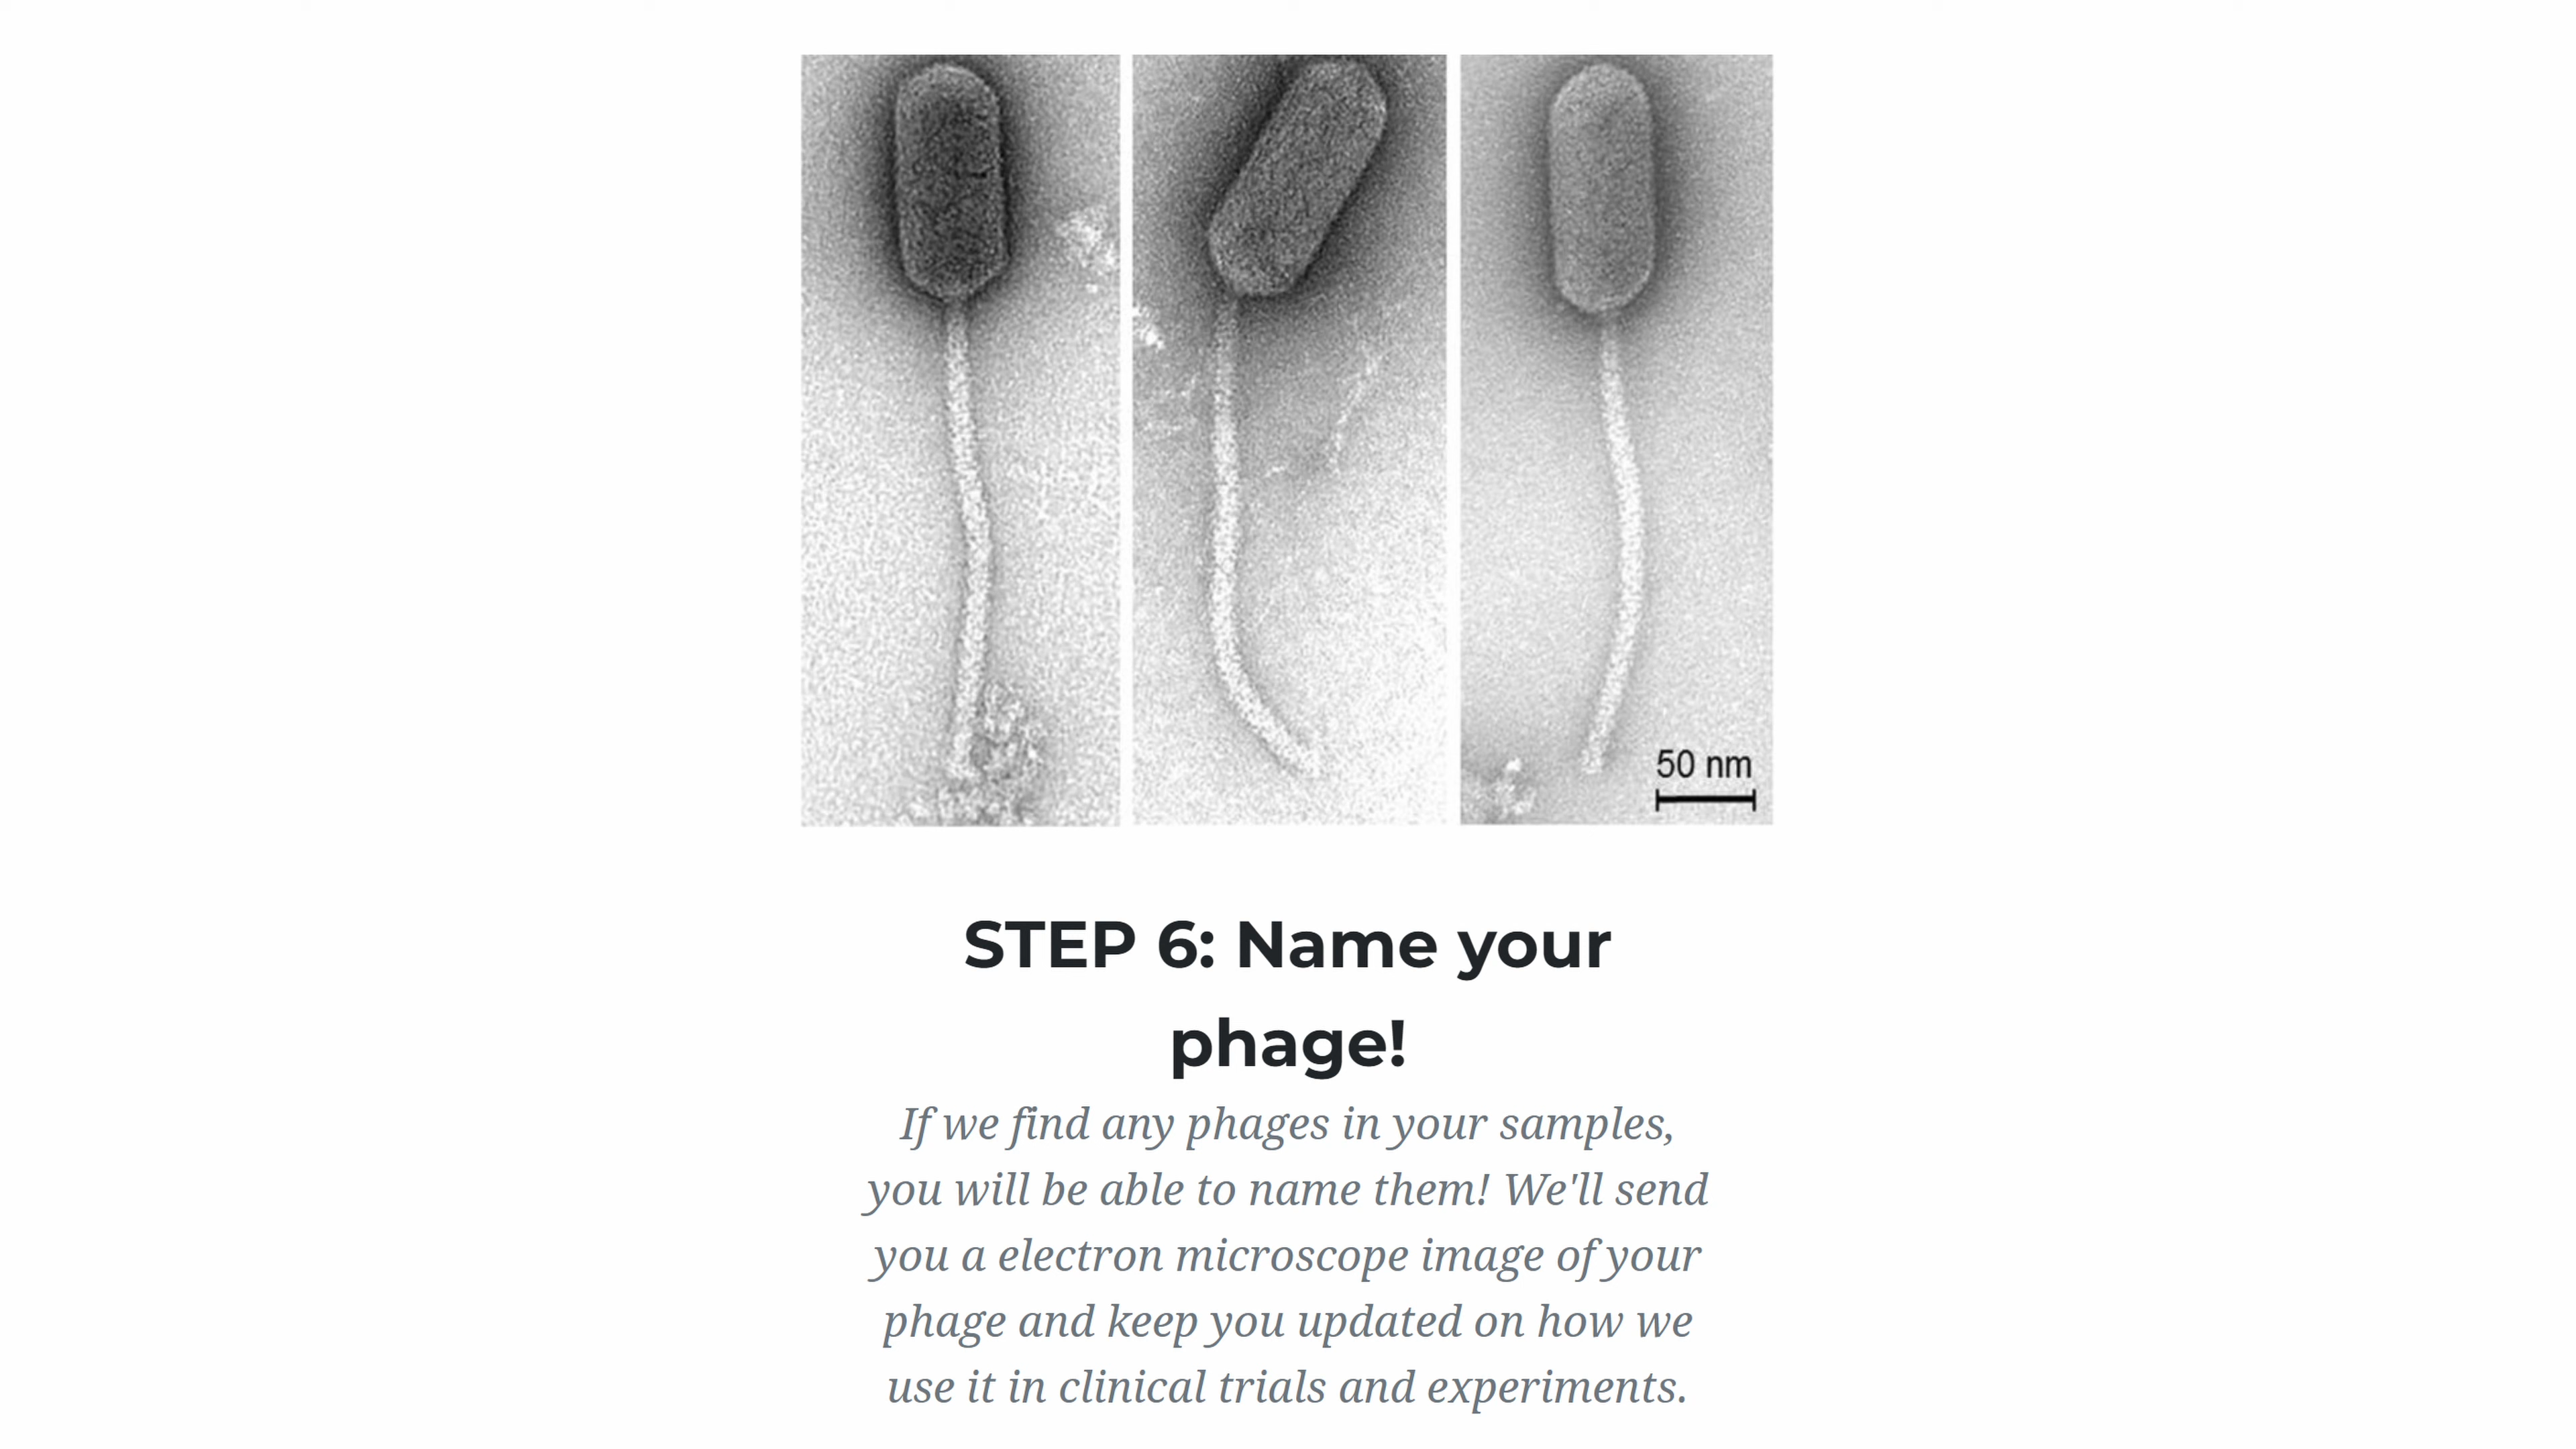 50 nm
STEP 6: Name your
phage!
If we find any phages in your samples,
you will be able to name them! We'll send
you a electron microscope image of your
phage and keep you updated on how we
use it in clinical trials and experiments.